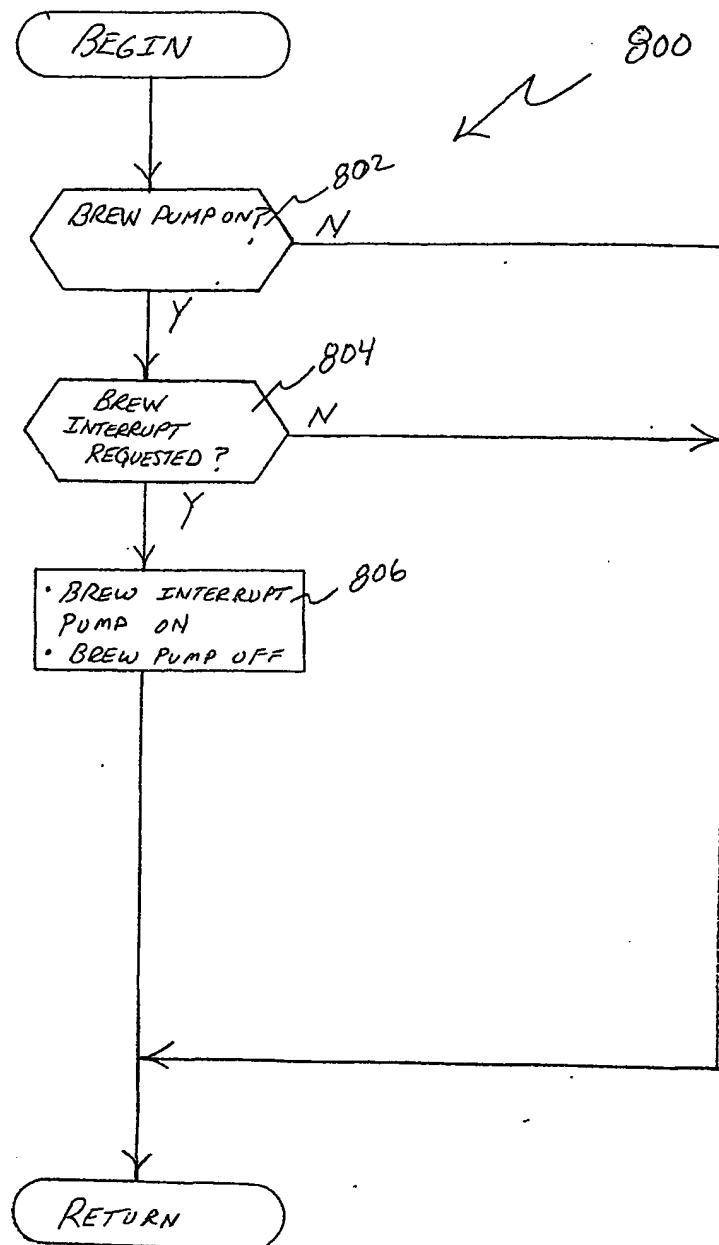 BEGIN
800
802
BREW PUMP ON?
N
Y
804
BREW
INTERRUPT
REQUESTED?
N
Y
806
• BREW INTERRUPT
PUMP ON
• BREW PUMP OFF
RETURN